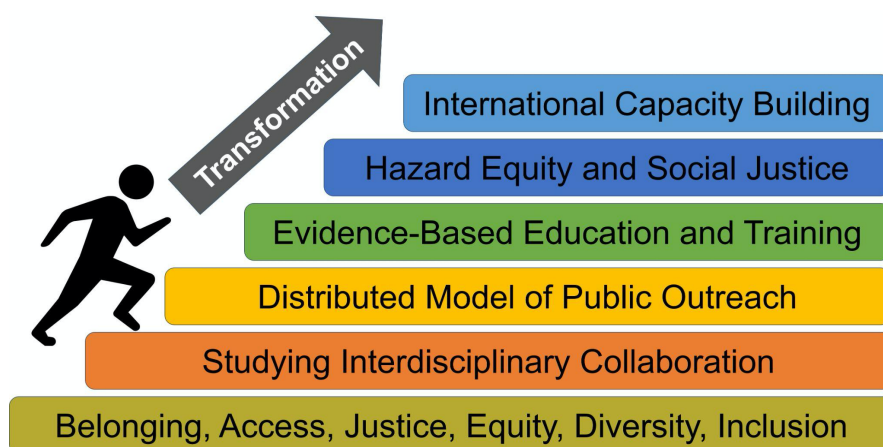 Transformation
International Capacity Building
Hazard Equity and Social Justice
Evidence-Based Education and Training
Distributed Model of Public Outreach
Studying Interdisciplinary Collaboration
Belonging, Access, Justice, Equity, Diversity, Inclusion